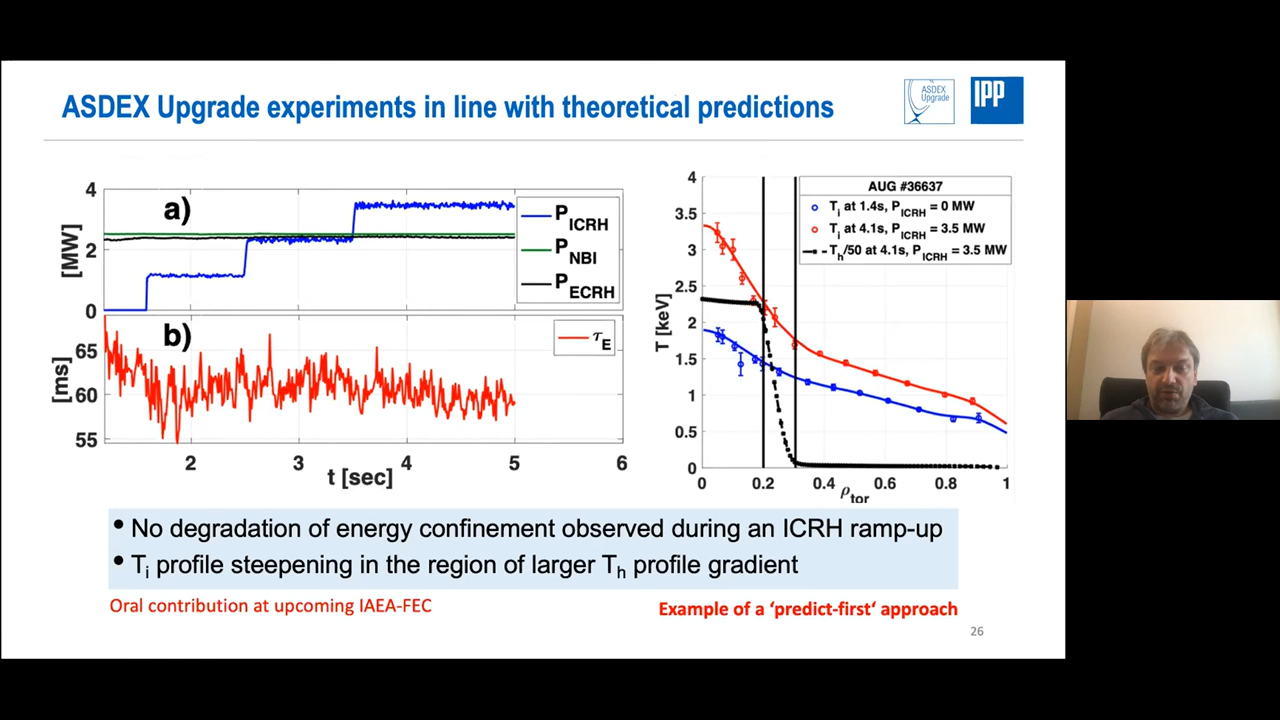 ASDEX Upgrade experiments in line with theoretical predictions
ASDEX
Upgrade
IPP
4
2
0
[MW]
a)
P_ICRH
P_NBI
P_ECRH
65
60
55
[ms]
b)
τ_E
2 3 4 5 6
t [sec]
4
3.5
3
2.5
2
1.5
1
0.5
0
T [keV]
AUG #36637
T_i at 1.4s, P_ICRH = 0 MW
T_i at 4.1s, P_ICRH = 3.5 MW
T_h/50 at 4.1s, P_ICRH = 3.5 MW
0 0.2 0.4 0.6 0.8 1
ρ_tor
• No degradation of energy confinement observed during an ICRH ramp-up
• T_i profile steepening in the region of larger T_h profile gradient
Oral contribution at upcoming IAEA-FEC
Example of a ‘predict-first‘ approach
26